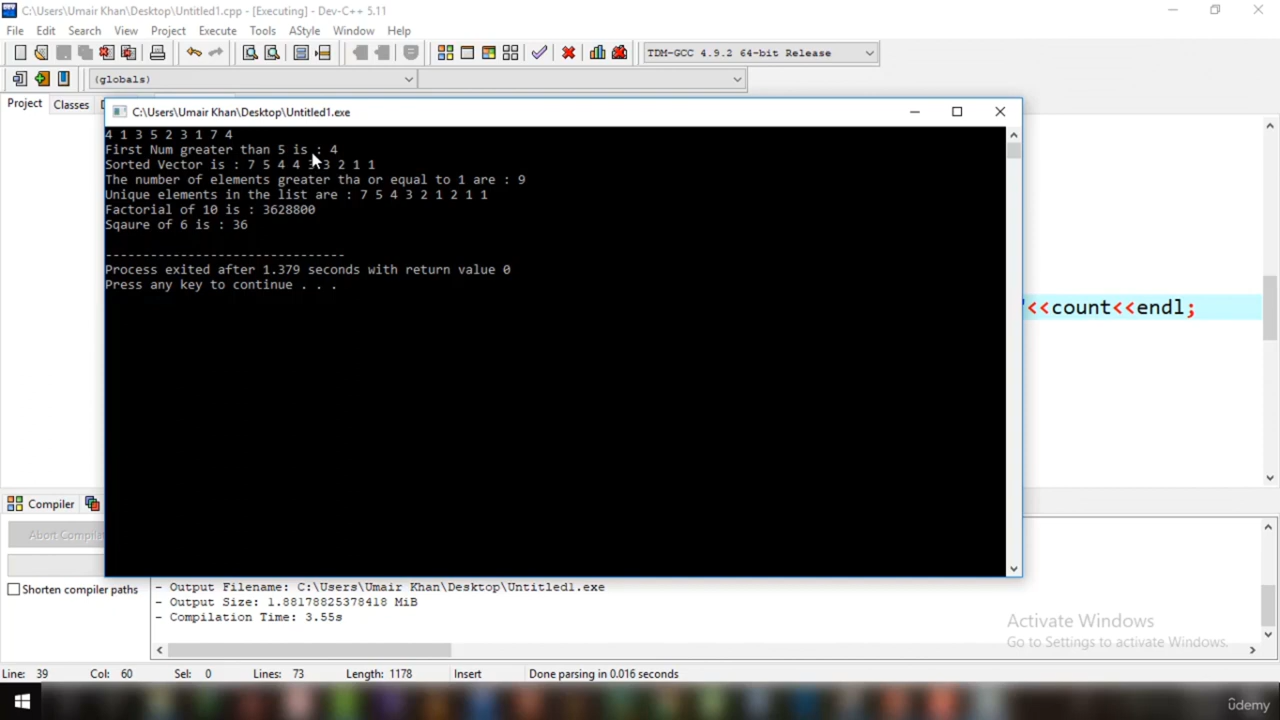 C:\Users\Umair Khan\Desktop\Untitled1.cpp - [Executing] - Dev-C++ 5.11
File Edit Search View Project Execute Tools AStyle Window Help
TDM-GCC 4.9.2 64-bit Release
(globals)
Project Classes
C:\Users\Umair Khan\Desktop\Untitled1.exe
4 1 3 5 2 3 1 7 4
First Num greater than 5 is : 4
Sorted Vector is : 7 5 4 4 3 3 2 1 1
The number of elements greater tha or equal to 1 are : 9
Unique elements in the list are : 7 5 4 3 2 1 2 1 1
Factorial of 10 is : 3628800
Sqaure of 6 is : 36
--------------------------------
Process exited after 1.379 seconds with return value 0
Press any key to continue . . .
"<<count<<endl;
Compiler
Abort Compila
Shorten compiler paths
- Output Filename: C:\Users\Umair Khan\Desktop\Untitled1.exe
- Output Size: 1.88178825378418 MiB
- Compilation Time: 3.55s
Activate Windows
Go to Settings to activate Windows.
Line: 39 Col: 60 Sel: 0 Lines: 73 Length: 1178 Insert Done parsing in 0.016 seconds
ûdemy